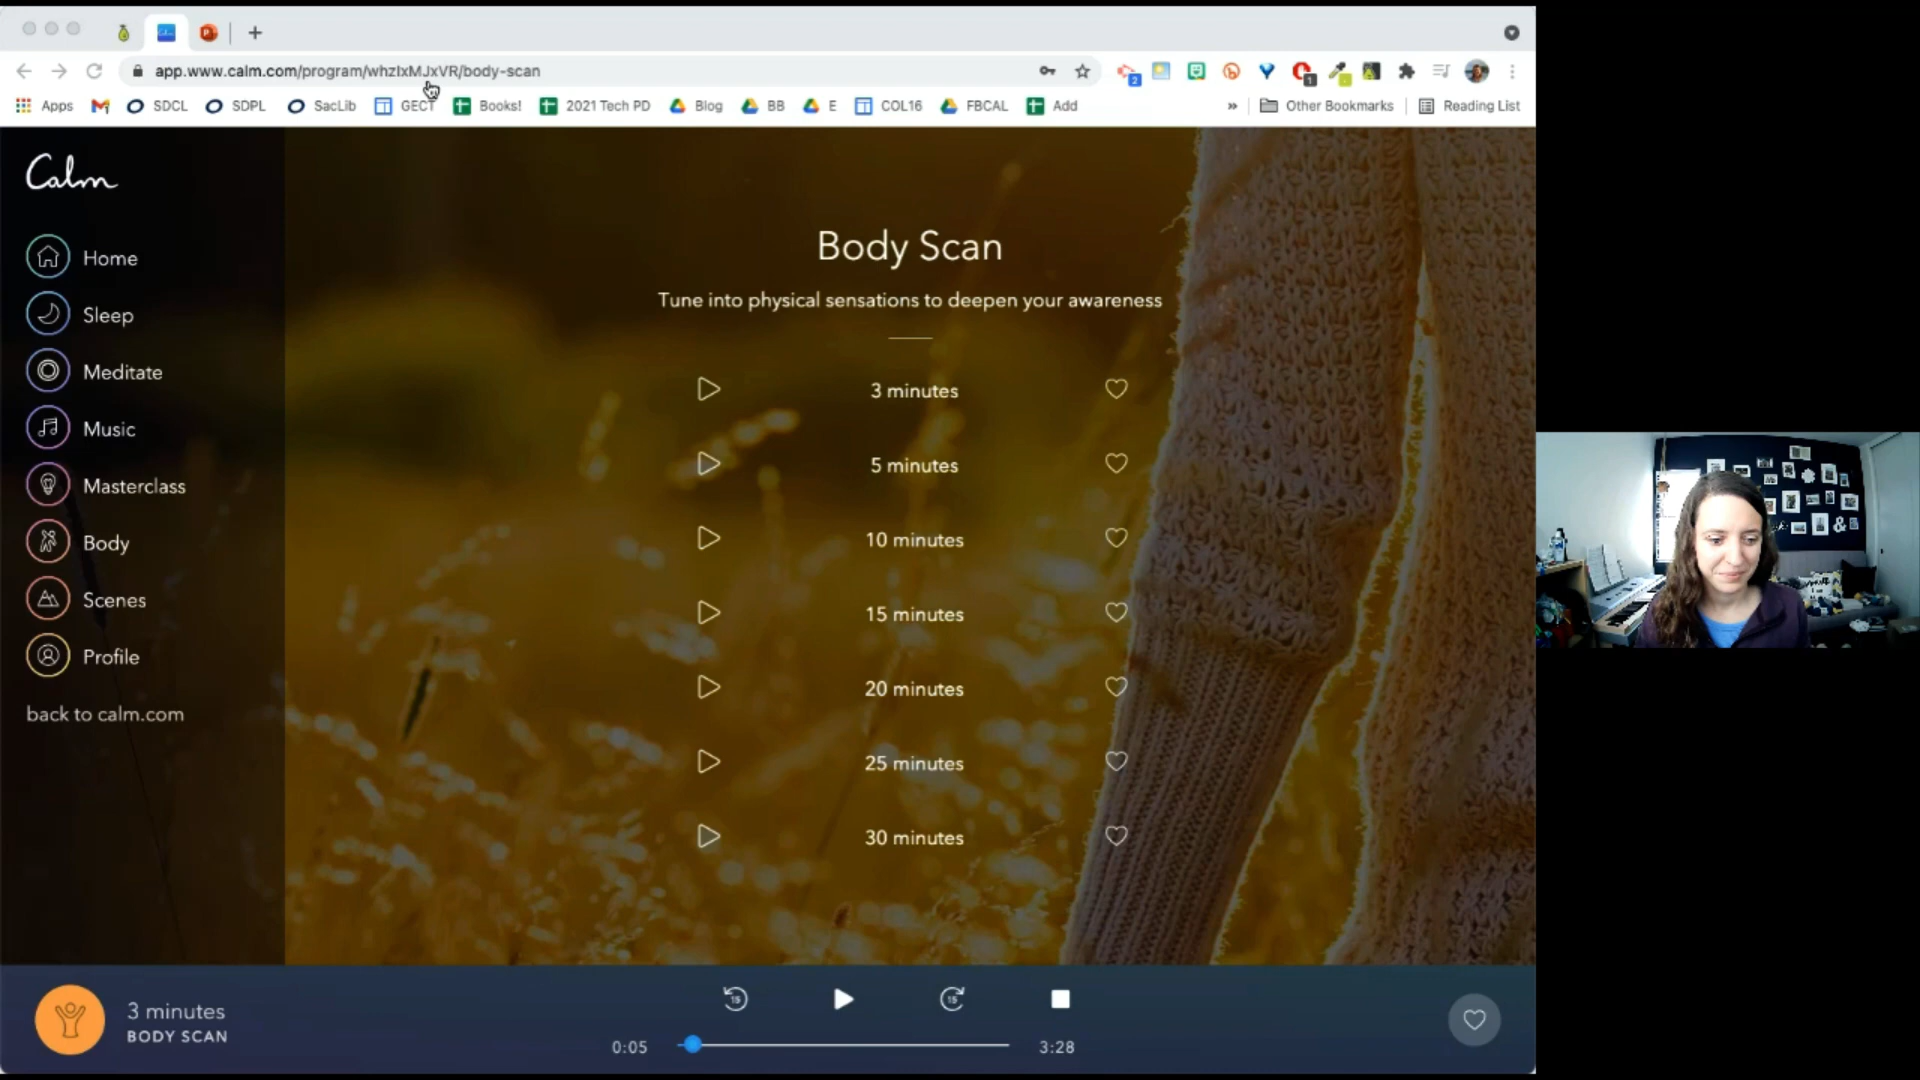 app.www.calm.com/program/whzIxMJxVR/body-scan
Apps SDCL SDPL SacLib GECT Books! 2021 Tech PD Blog BB E COL16 FBCAL Add » Other Bookmarks Reading List
Calm
Home
Sleep
Meditate
Music
Masterclass
Body
Scenes
Profile
back to calm.com
Body Scan
Tune into physical sensations to deepen your awareness
3 minutes
5 minutes
10 minutes
15 minutes
20 minutes
25 minutes
30 minutes
3 minutes
BODY SCAN
15
15
0:05
3:28